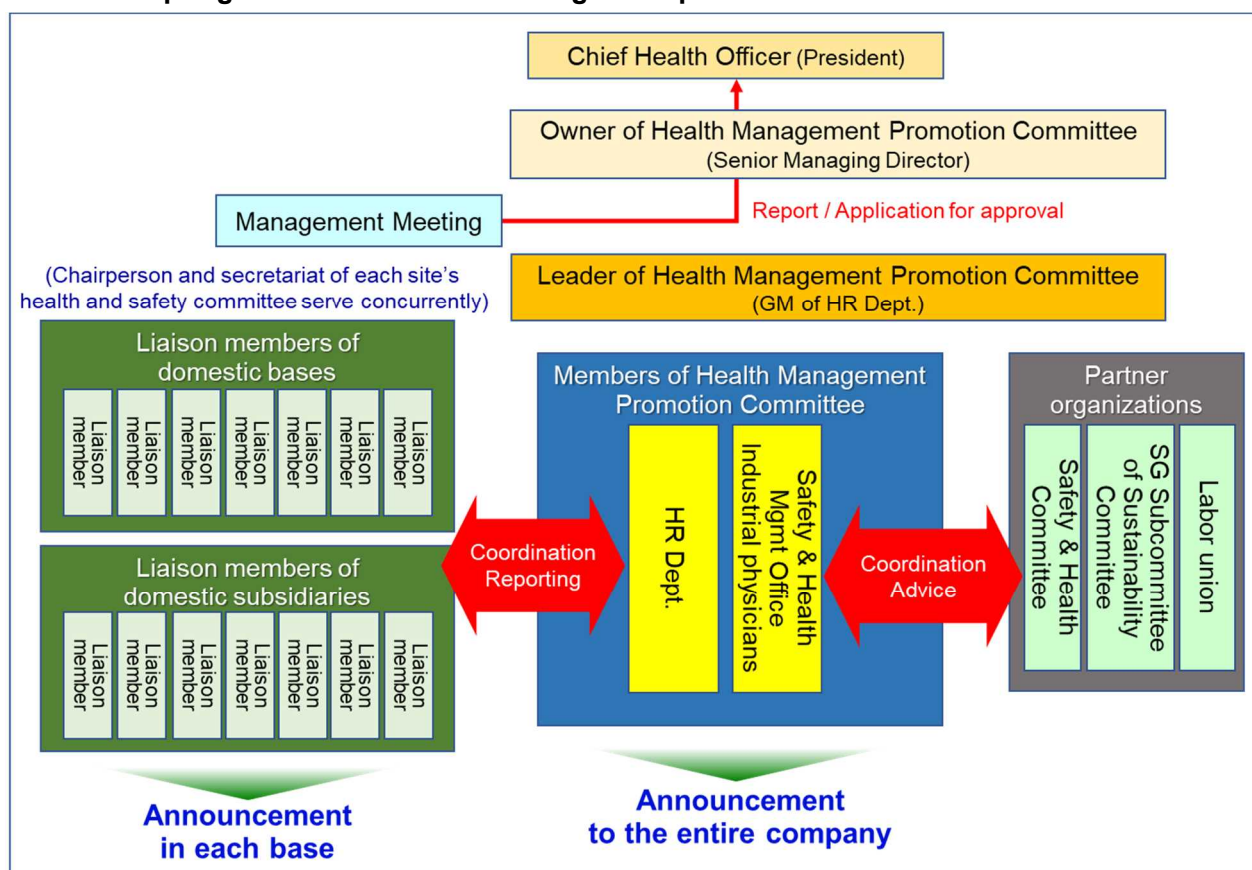 Chief Health Officer (President)
Owner of Health Management Promotion Committee
(Senior Managing Director)
Management Meeting
Report / Application for approval
(Chairperson and secretariat of each site's
health and safety committee serve concurrently)
Leader of Health Management Promotion Committee
(GM of HR Dept.)
Liaison members of
domestic bases
Liaison
member
Liaison
member
Liaison
member
Liaison
member
Liaison
member
Liaison
member
Liaison
member
Liaison members of
domestic subsidiaries
Liaison
member
Liaison
member
Liaison
member
Liaison
member
Liaison
member
Liaison
member
Liaison
member
Coordination
Reporting
Members of Health Management
Promotion Committee
HR Dept.
Safety & Health
Mgmt Office
Industrial physicians
Coordination
Advice
Partner
organizations
Safety & Health
Committee
SG Subcommittee
of Sustainability
Committee
Labor union
Announcement
in each base
Announcement
to the entire company